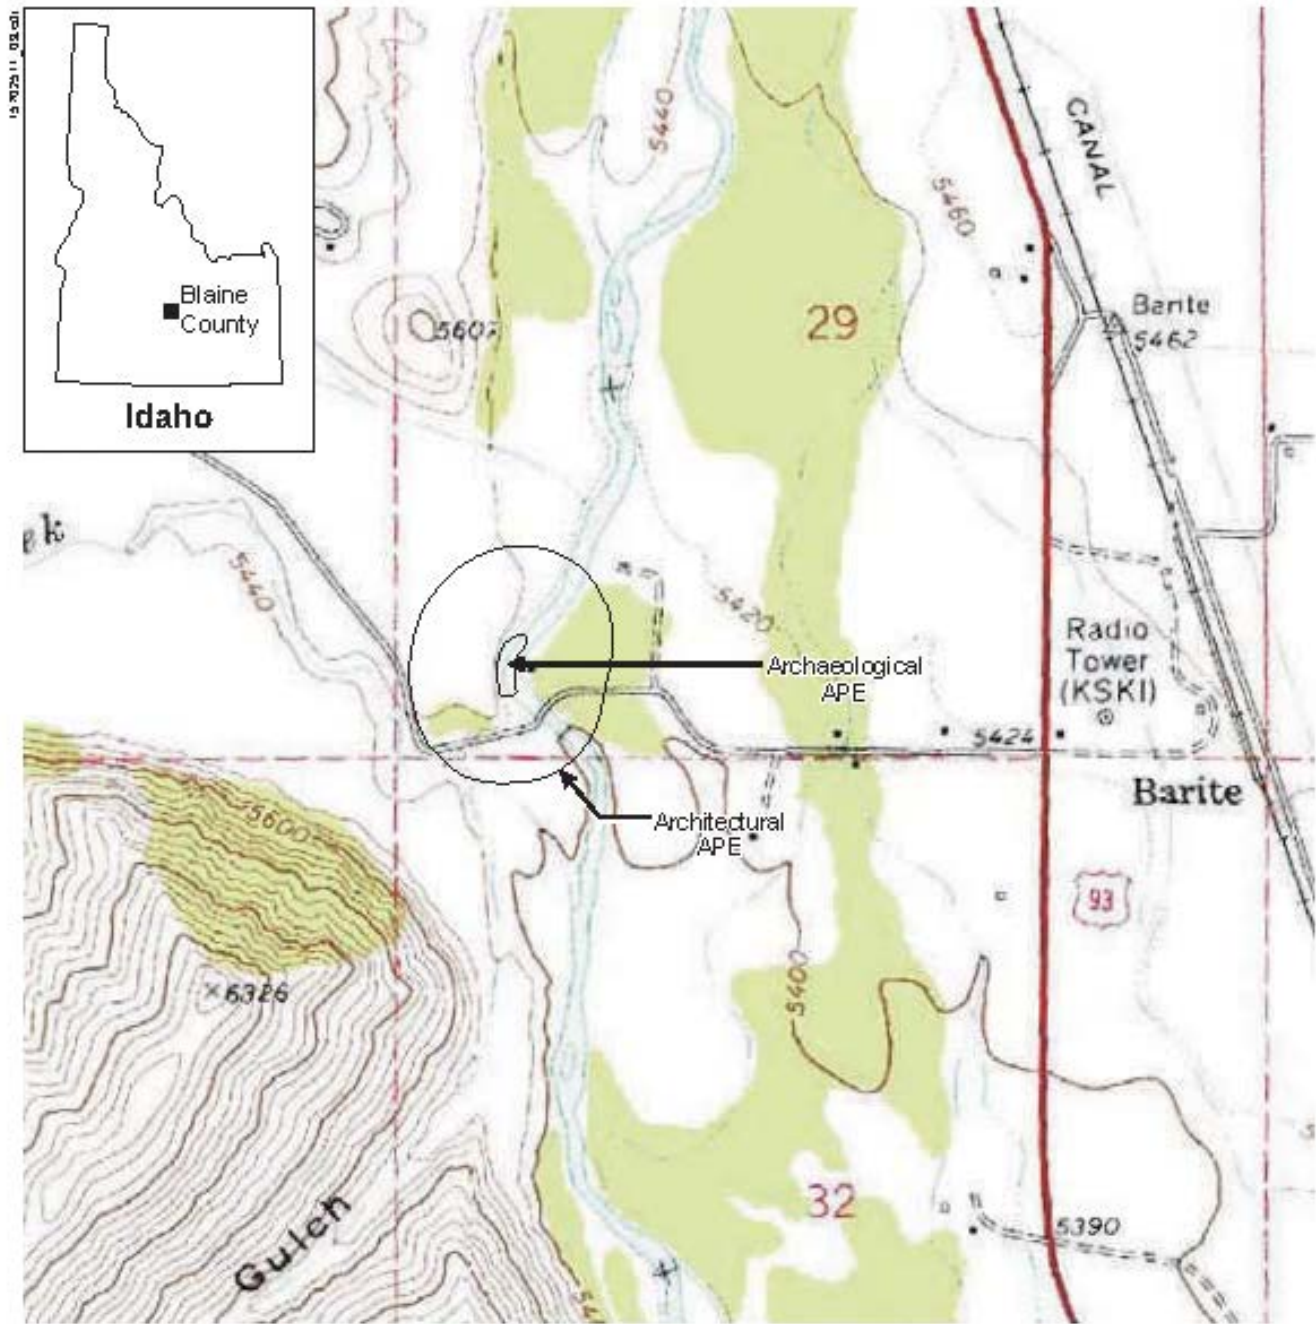 Blaine
County
Idaho
5440
CANAL
5460
29
5607
Barite
5462
ek
5440
5420
Archaeological
APE
Radio
Tower
(KSKI)
5424
Barite
5600
Architectural
APE
93
5400
6326
32
5390
Gulch